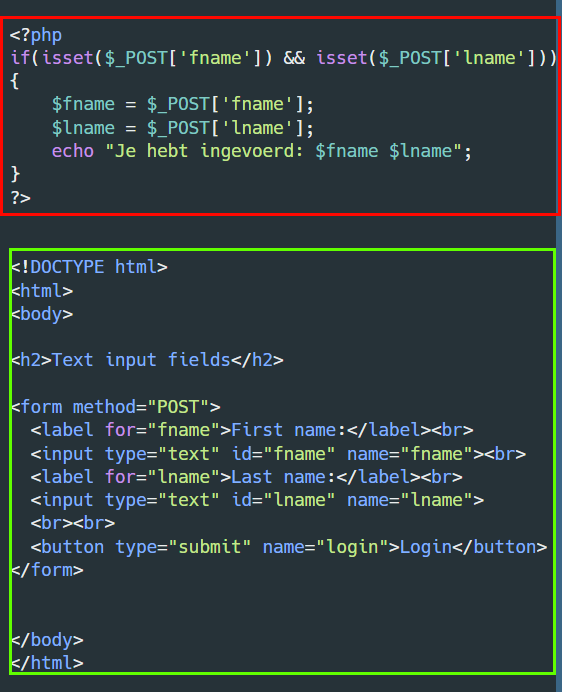 <?php
if(isset($_POST['fname']) && isset($_POST['lname']))
{
    $fname = $_POST['fname'];
    $lname = $_POST['lname'];
    echo "Je hebt ingevoerd: $fname $lname";
}
?>
<!DOCTYPE html>
<html>
<body>
<h2>Text input fields</h2>
<form method="POST">
  <label for="fname">First name:</label><br>
  <input type="text" id="fname" name="fname"><br>
  <label for="lname">Last name:</label><br>
  <input type="text" id="lname" name="lname">
  <br><br>
  <button type="submit" name="login">Login</button>
</form>
</body>
</html>